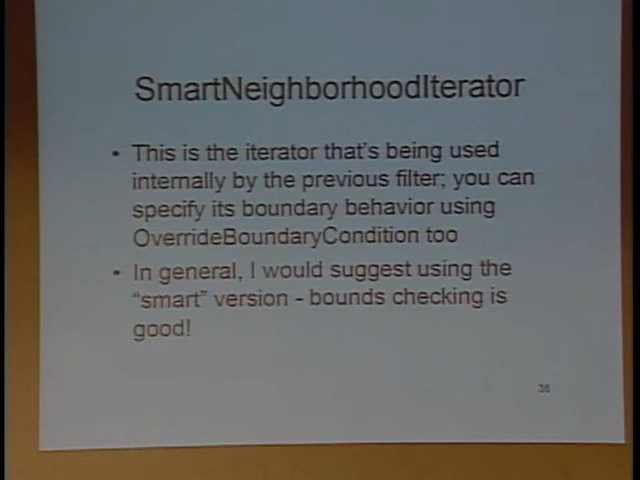 SmartNeighborhoodIterator
• This is the iterator that's being used
internally by the previous filter; you can
specify its boundary behavior using
OverrideBoundaryCondition too
• In general, I would suggest using the
“smart” version - bounds checking is
good!
36